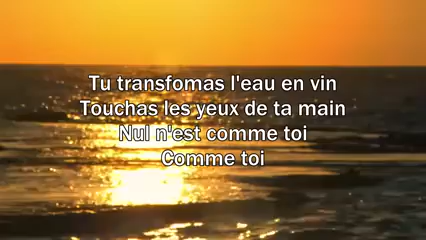 Tu transfomas l'eau en vin
Touchas les yeux de ta main
Nul n'est comme toi
Comme toi